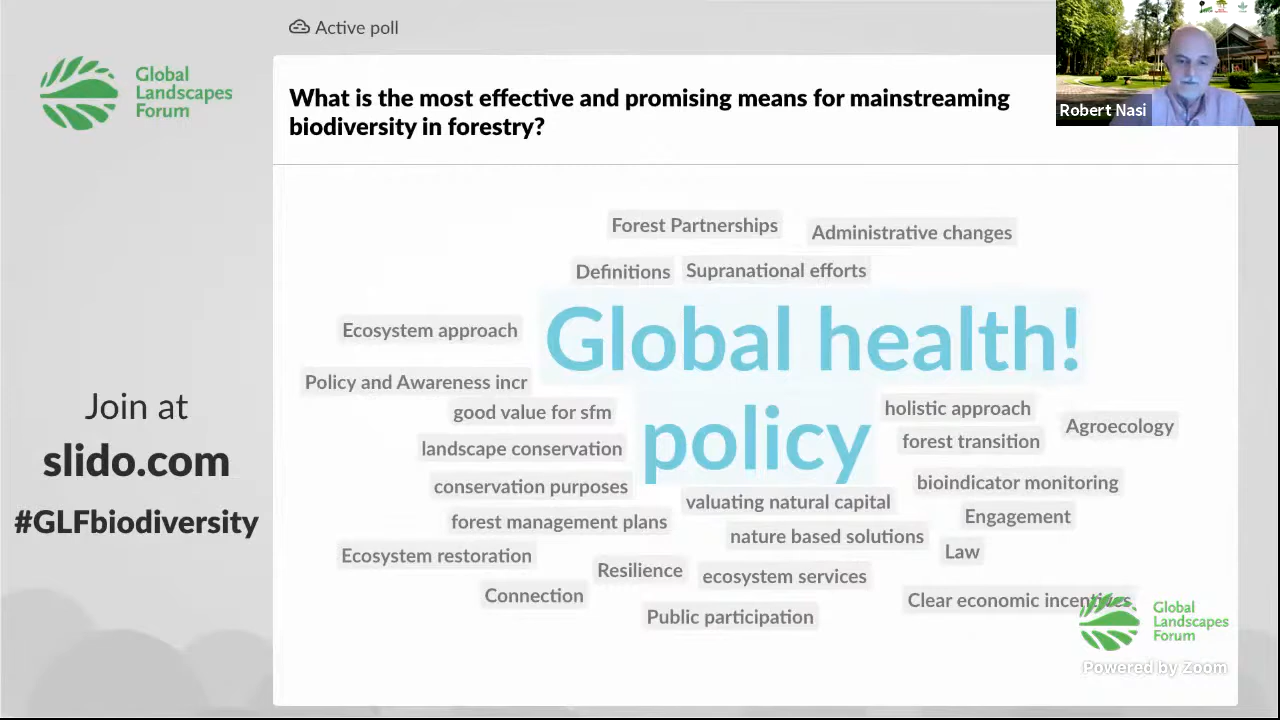 Active poll
Global
Landscapes
Forum
What is the most effective and promising means for mainstreaming
biodiversity in forestry?
Robert Nasi
Forest Partnerships
Administrative changes
Definitions
Supranational efforts
Ecosystem approach
Global health!
Policy and Awareness incr
good value for sfm
policy
holistic approach
Agroecology
landscape conservation
forest transition
conservation purposes
bioindicator monitoring
valuating natural capital
forest management plans
Engagement
nature based solutions
Ecosystem restoration
Law
Resilience
ecosystem services
Connection
Clear economic incentives
Public participation
Join at
slido.com
#GLFbiodiversity
Global
Landscapes
Forum
Powered by Zoom